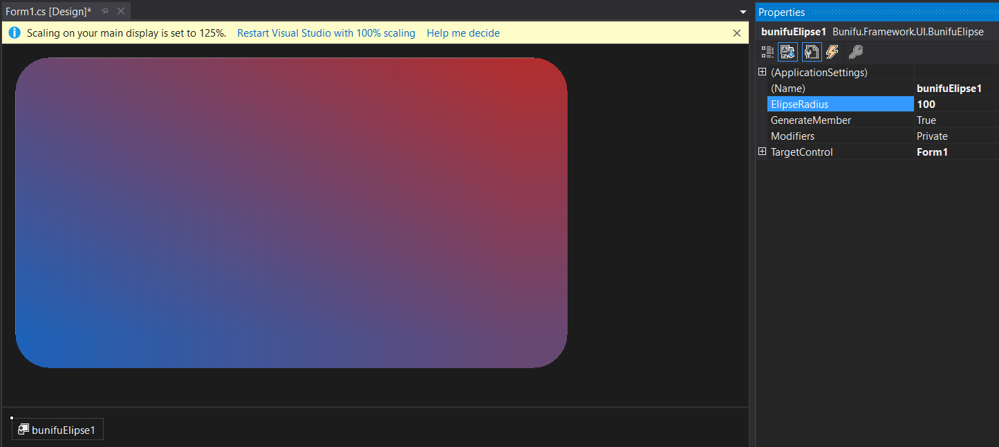 Form1.cs [Design]*
Scaling on your main display is set to 125%. Restart Visual Studio with 100% scaling Help me decide
bunifuElipse1
Properties
bunifuElipse1 Bunifu.Framework.UI.BunifuElipse
(ApplicationSettings)
(Name) bunifuElipse1
ElipseRadius 100
GenerateMember True
Modifiers Private
TargetControl Form1